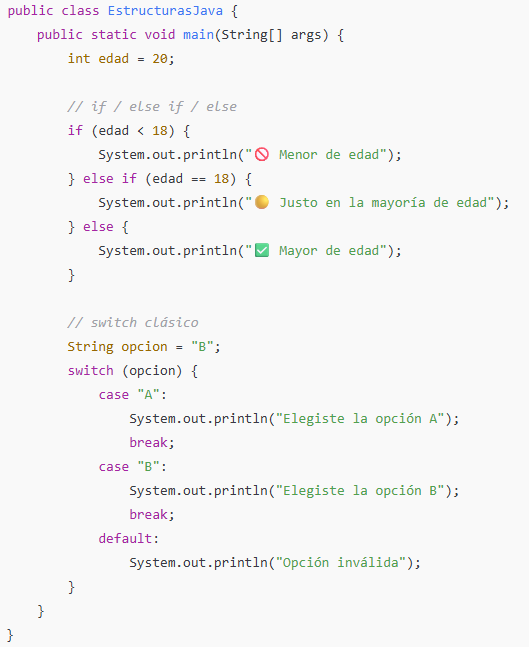 public class EstructurasJava {
    public static void main(String[] args) {
        int edad = 20;

        // if / else if / else
        if (edad < 18) {
            System.out.println("🚫 Menor de edad");
        } else if (edad == 18) {
            System.out.println("🟡 Justo en la mayoría de edad");
        } else {
            System.out.println("✅ Mayor de edad");
        }

        // switch clásico
        String opcion = "B";
        switch (opcion) {
            case "A":
                System.out.println("Elegiste la opción A");
                break;
            case "B":
                System.out.println("Elegiste la opción B");
                break;
            default:
                System.out.println("Opción inválida");
        }
    }
}